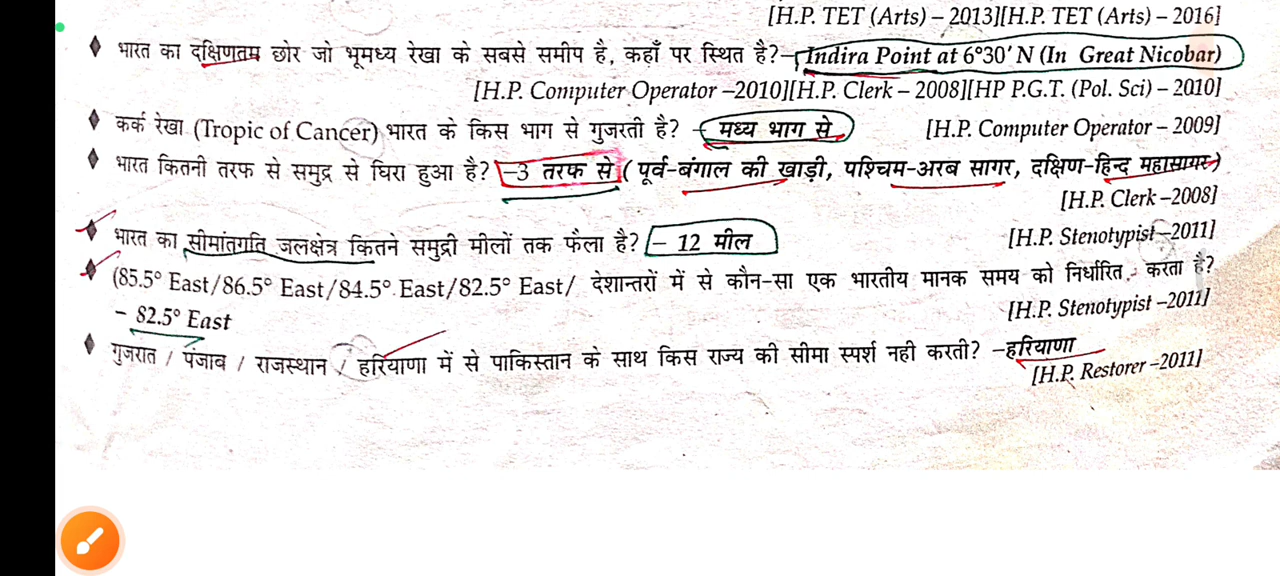 [H.P. TET (Arts) – 2013][H.P. TET (Arts) – 2016]
♦ भारत का दक्षिणतम छोर जो भूमध्य रेखा के सबसे समीप है, कहाँ पर स्थित है?–Indira Point at 6°30′ N (In Great Nicobar)
[H.P. Computer Operator –2010][H.P. Clerk – 2008][HP P.G.T. (Pol. Sci) – 2010]
♦ कर्क रेखा (Tropic of Cancer) भारत के किस भाग से गुजरती है? – मध्य भाग से [H.P. Computer Operator – 2009]
♦ भारत कितनी तरफ से समुद्र से घिरा हुआ है? –3 तरफ से (पूर्व-बंगाल की खाड़ी, पश्चिम-अरब सागर, दक्षिण-हिन्द महासागर)
[H.P. Clerk –2008]
♦ भारत का सीमांतगति जलक्षेत्र कितने समुद्री मीलों तक फैला है? – 12 मील [H.P. Stenotypist –2011]
♦ (85.5° East/86.5° East/84.5° East/82.5° East/ देशान्तरों में से कौन-सा एक भारतीय मानक समय को निर्धारित करता है?
– 82.5° East [H.P. Stenotypist –2011]
♦ गुजरात / पंजाब / राजस्थान / हरियाणा में से पाकिस्तान के साथ किस राज्य की सीमा स्पर्श नही करती? –हरियाणा
[H.P. Restorer –2011]